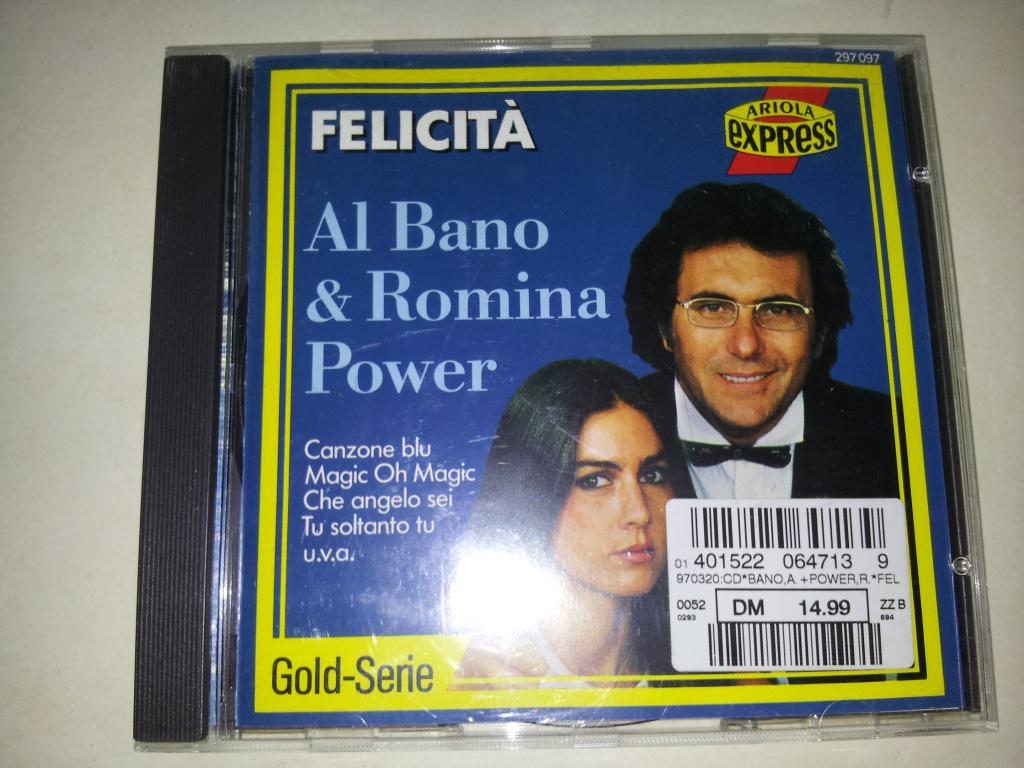 297 097
FELICITÀ
ARIOLA
EXPRESS
Al Bano
& Romina
Power
Canzone blu
Magic Oh Magic
Che angelo sei
Tu soltanto tu
u.v.a.
01 401522 064713 9
970320:CD*BANO,A.+POWER,R.*FEL
0052 DM 14.99 ZZ B
0293 694
Gold-Serie